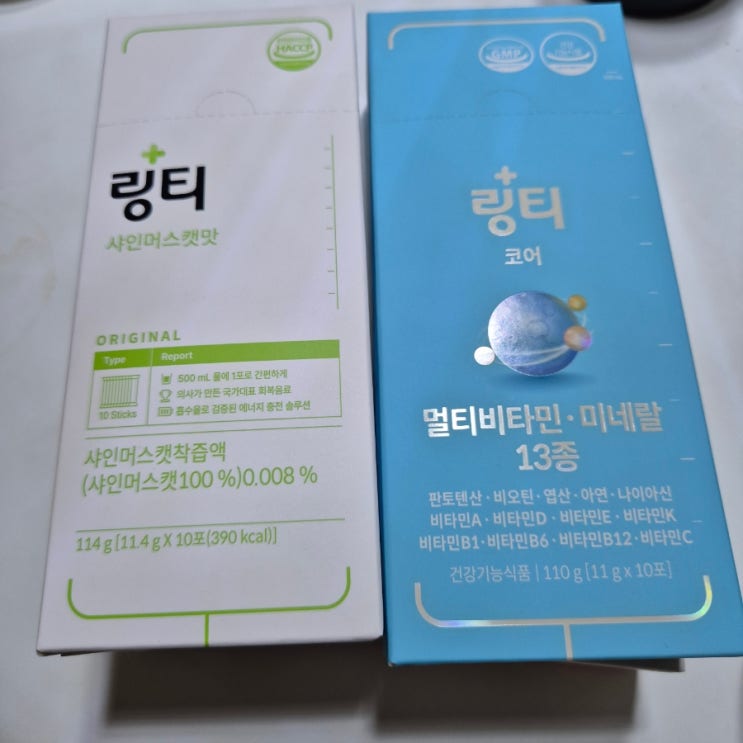 HACCP
링티
샤인머스캣맛
ORIGINAL
Type
Report
10 Sticks
500 mL 물에 1포로 간편하게
의사가 만든 국가대표 회복음료
흡수율로 검증된 에너지 충전 솔루션
샤인머스캣착즙액
(샤인머스캣100 %)0.008 %
114 g [11.4 g X 10포(390 kcal)]
GMP
링티
코어
멀티비타민·미네랄
13종
판토텐산·비오틴·엽산·아연·나이아신
비타민A·비타민D·비타민E·비타민K
비타민B1·비타민B6·비타민B12·비타민C
건강기능식품 | 110 g [11 g x 10포]